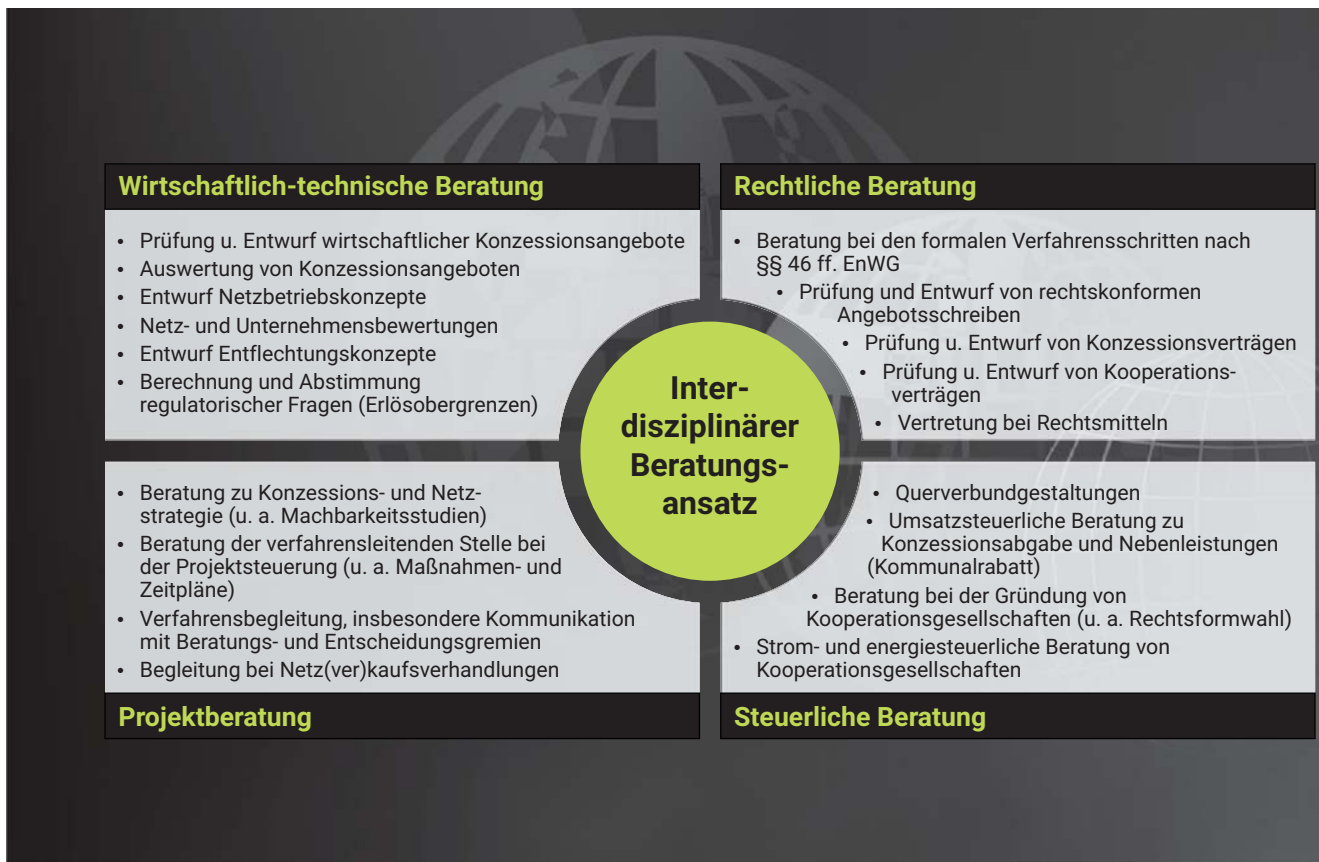 Wirtschaftlich-technische Beratung
• Prüfung u. Entwurf wirtschaftlicher Konzessionsangebote
• Auswertung von Konzessionsangeboten
• Entwurf Netzbetriebskonzepte
• Netz- und Unternehmensbewertungen
• Entwurf Entflechtungskonzepte
• Berechnung und Abstimmung
regulatorischer Fragen (Erlösobergrenzen)
Rechtliche Beratung
• Beratung bei den formalen Verfahrensschritten nach
§§ 46 ff. EnWG
• Prüfung und Entwurf von rechtskonformen
Angebotsschreiben
• Prüfung u. Entwurf von Konzessionsverträgen
• Prüfung u. Entwurf von Kooperations-
verträgen
• Vertretung bei Rechtsmitteln
Inter-
disziplinärer
Beratungs-
ansatz
• Beratung zu Konzessions- und Netz-
strategie (u. a. Machbarkeitsstudien)
• Beratung der verfahrensleitenden Stelle bei
der Projektsteuerung (u. a. Maßnahmen- und
Zeitpläne)
• Verfahrensbegleitung, insbesondere Kommunikation
mit Beratungs- und Entscheidungsgremien
• Begleitung bei Netz(ver)kaufsverhandlungen
Projektberatung
• Querverbundgestaltungen
• Umsatzsteuerliche Beratung zu
Konzessionsabgabe und Nebenleistungen
(Kommunalrabatt)
• Beratung bei der Gründung von
Kooperationsgesellschaften (u. a. Rechtsformwahl)
• Strom- und energiesteuerliche Beratung von
Kooperationsgesellschaften
Steuerliche Beratung